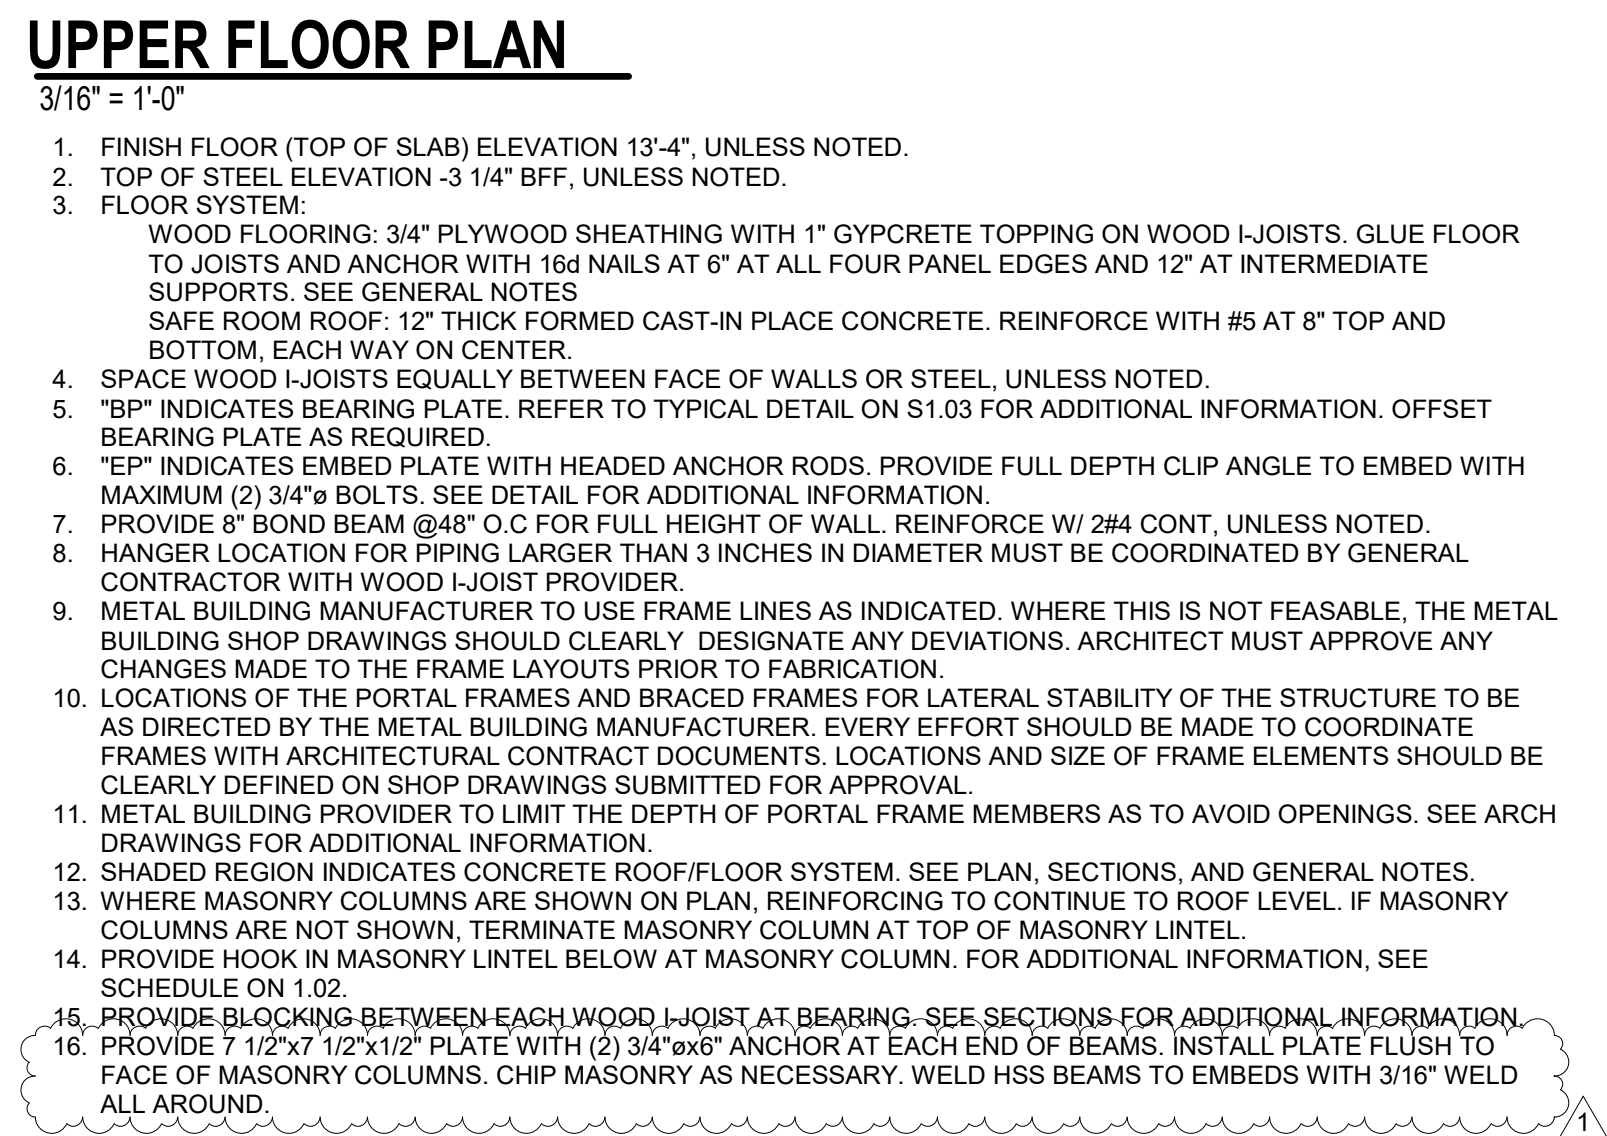 UPPER FLOOR PLAN
3/16" = 1'-0"
1. FINISH FLOOR (TOP OF SLAB) ELEVATION 13'-4", UNLESS NOTED.
2. TOP OF STEEL ELEVATION -3 1/4" BFF, UNLESS NOTED.
3. FLOOR SYSTEM:
WOOD FLOORING: 3/4" PLYWOOD SHEATHING WITH 1" GYPCRETE TOPPING ON WOOD I-JOISTS. GLUE FLOOR
TO JOISTS AND ANCHOR WITH 16d NAILS AT 6" AT ALL FOUR PANEL EDGES AND 12" AT INTERMEDIATE
SUPPORTS. SEE GENERAL NOTES
SAFE ROOM ROOF: 12" THICK FORMED CAST-IN PLACE CONCRETE. REINFORCE WITH #5 AT 8" TOP AND
BOTTOM, EACH WAY ON CENTER.
4. SPACE WOOD I-JOISTS EQUALLY BETWEEN FACE OF WALLS OR STEEL, UNLESS NOTED.
5. "BP" INDICATES BEARING PLATE. REFER TO TYPICAL DETAIL ON S1.03 FOR ADDITIONAL INFORMATION. OFFSET
BEARING PLATE AS REQUIRED.
6. "EP" INDICATES EMBED PLATE WITH HEADED ANCHOR RODS. PROVIDE FULL DEPTH CLIP ANGLE TO EMBED WITH
MAXIMUM (2) 3/4"ø BOLTS. SEE DETAIL FOR ADDITIONAL INFORMATION.
7. PROVIDE 8" BOND BEAM @48" O.C FOR FULL HEIGHT OF WALL. REINFORCE W/ 2#4 CONT, UNLESS NOTED.
8. HANGER LOCATION FOR PIPING LARGER THAN 3 INCHES IN DIAMETER MUST BE COORDINATED BY GENERAL
CONTRACTOR WITH WOOD I-JOIST PROVIDER.
9. METAL BUILDING MANUFACTURER TO USE FRAME LINES AS INDICATED. WHERE THIS IS NOT FEASABLE, THE METAL
BUILDING SHOP DRAWINGS SHOULD CLEARLY DESIGNATE ANY DEVIATIONS. ARCHITECT MUST APPROVE ANY
CHANGES MADE TO THE FRAME LAYOUTS PRIOR TO FABRICATION.
10. LOCATIONS OF THE PORTAL FRAMES AND BRACED FRAMES FOR LATERAL STABILITY OF THE STRUCTURE TO BE
AS DIRECTED BY THE METAL BUILDING MANUFACTURER. EVERY EFFORT SHOULD BE MADE TO COORDINATE
FRAMES WITH ARCHITECTURAL CONTRACT DOCUMENTS. LOCATIONS AND SIZE OF FRAME ELEMENTS SHOULD BE
CLEARLY DEFINED ON SHOP DRAWINGS SUBMITTED FOR APPROVAL.
11. METAL BUILDING PROVIDER TO LIMIT THE DEPTH OF PORTAL FRAME MEMBERS AS TO AVOID OPENINGS. SEE ARCH
DRAWINGS FOR ADDITIONAL INFORMATION.
12. SHADED REGION INDICATES CONCRETE ROOF/FLOOR SYSTEM. SEE PLAN, SECTIONS, AND GENERAL NOTES.
13. WHERE MASONRY COLUMNS ARE SHOWN ON PLAN, REINFORCING TO CONTINUE TO ROOF LEVEL. IF MASONRY
COLUMNS ARE NOT SHOWN, TERMINATE MASONRY COLUMN AT TOP OF MASONRY LINTEL.
14. PROVIDE HOOK IN MASONRY LINTEL BELOW AT MASONRY COLUMN. FOR ADDITIONAL INFORMATION, SEE
SCHEDULE ON 1.02.
15. PROVIDE BLOCKING BETWEEN EACH WOOD I-JOIST AT BEARING. SEE SECTIONS FOR ADDITIONAL INFORMATION.
16. PROVIDE 7 1/2"x7 1/2"x1/2" PLATE WITH (2) 3/4"øx6" ANCHOR AT EACH END OF BEAMS. INSTALL PLATE FLUSH TO
FACE OF MASONRY COLUMNS. CHIP MASONRY AS NECESSARY. WELD HSS BEAMS TO EMBEDS WITH 3/16" WELD
ALL AROUND.
1